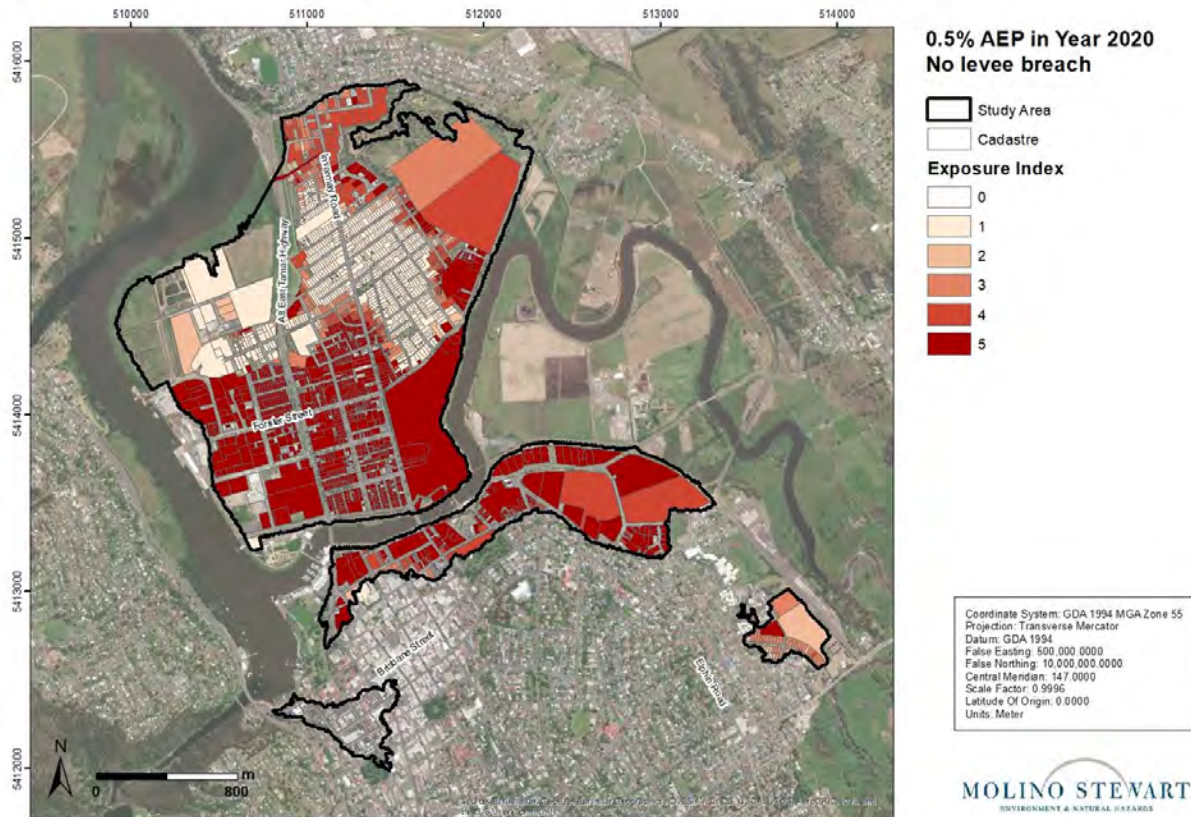 510000 511000 512000 513000 514000
5416000
5415000
5414000
5413000
5412000
Invermay Road
A8 East Tamar Highway
Forster Street
Brisbane Street
Elphin Road
N
m
0 800
0.5% AEP in Year 2020
No levee breach
Study Area
Cadastre
Exposure Index
0
1
2
3
4
5
Coordinate System: GDA 1994 MGA Zone 55
Projection: Transverse Mercator
Datum: GDA 1994
False Easting: 500,000.0000
False Northing: 10,000,000.0000
Central Meridian: 147.0000
Scale Factor: 0.9996
Latitude Of Origin: 0.0000
Units: Meter
MOLINO STEWART
ENVIRONMENT & NATURAL HAZARDS